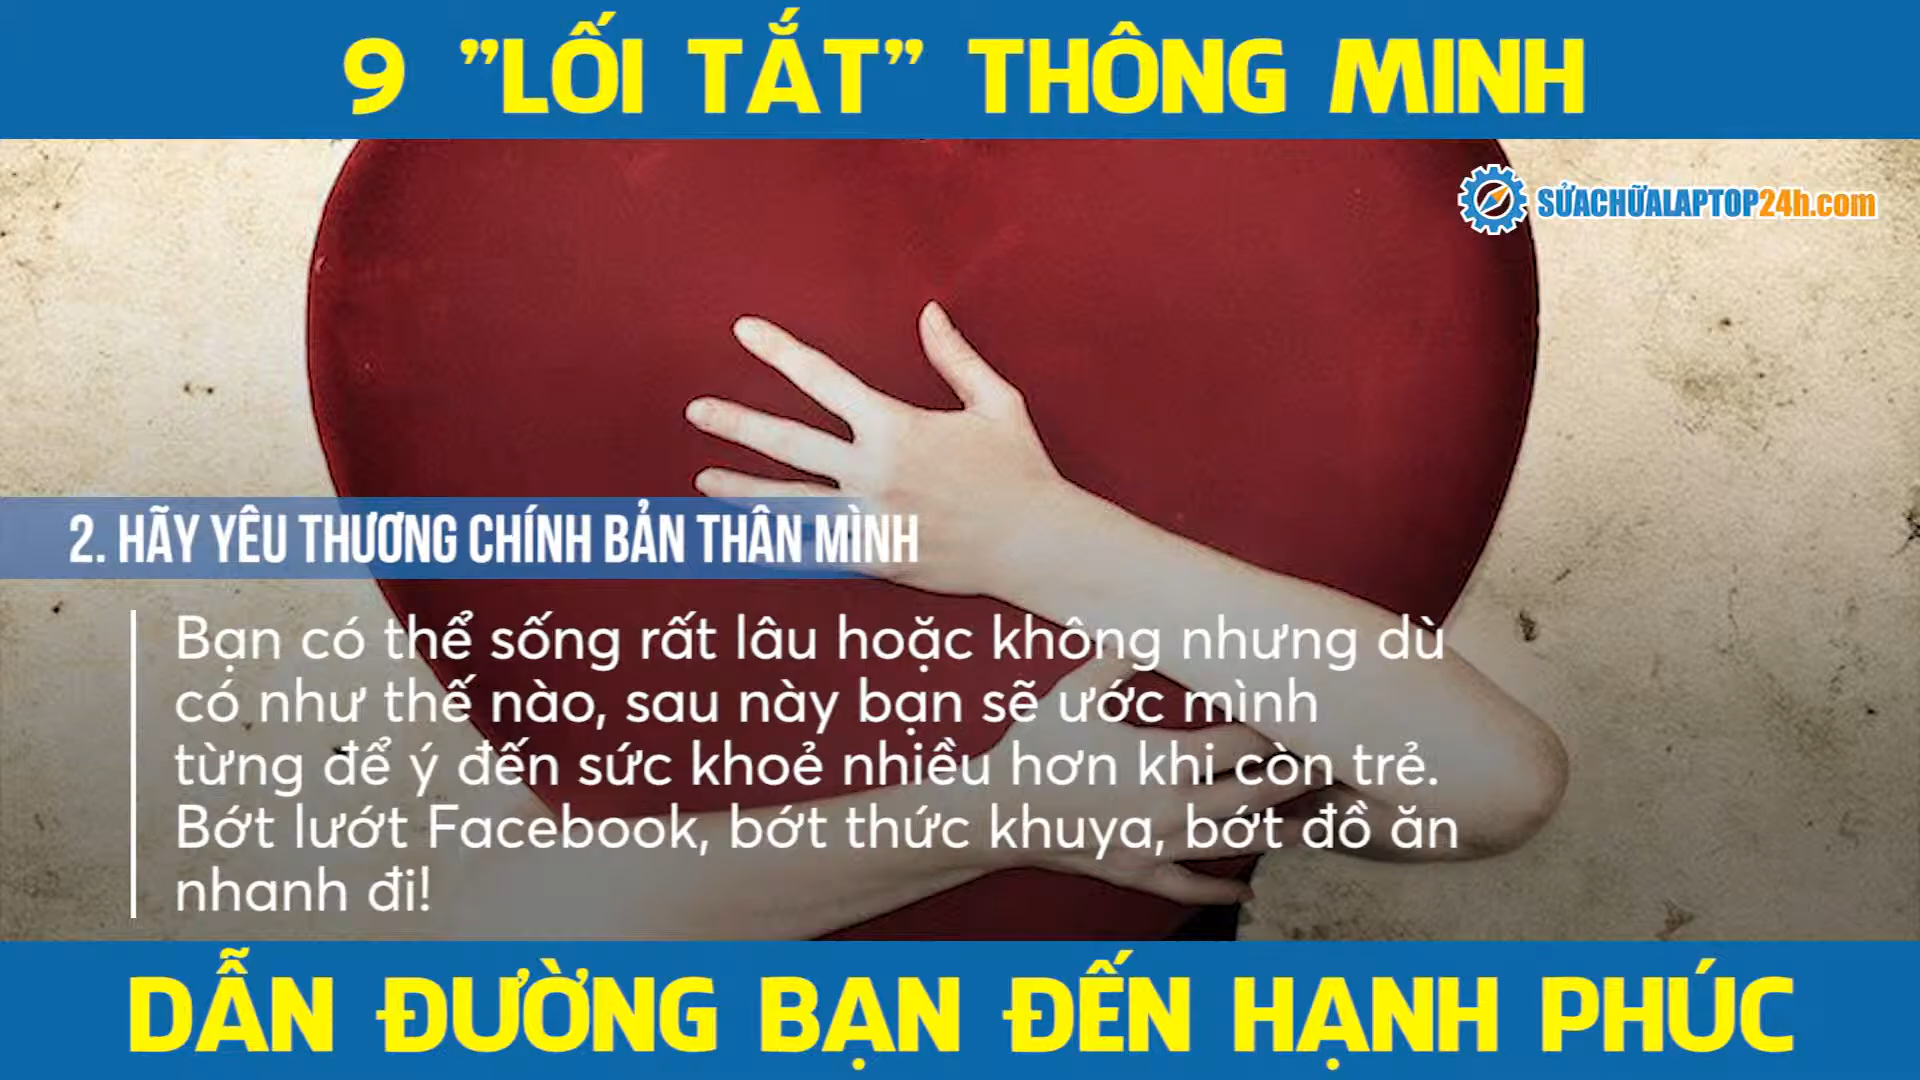 9 "LỐI TẮT" THÔNG MINH
SỬACHỮALAPTOP24h.com
2. HÃY YÊU THƯƠNG CHÍNH BẢN THÂN MÌNH
Bạn có thể sống rất lâu hoặc không nhưng dù
có như thế nào, sau này bạn sẽ ước mình
từng để ý đến sức khoẻ nhiều hơn khi còn trẻ.
Bớt lướt Facebook, bớt thức khuya, bớt đồ ăn
nhanh đi!
DẪN ĐƯỜNG BẠN ĐẾN HẠNH PHÚC